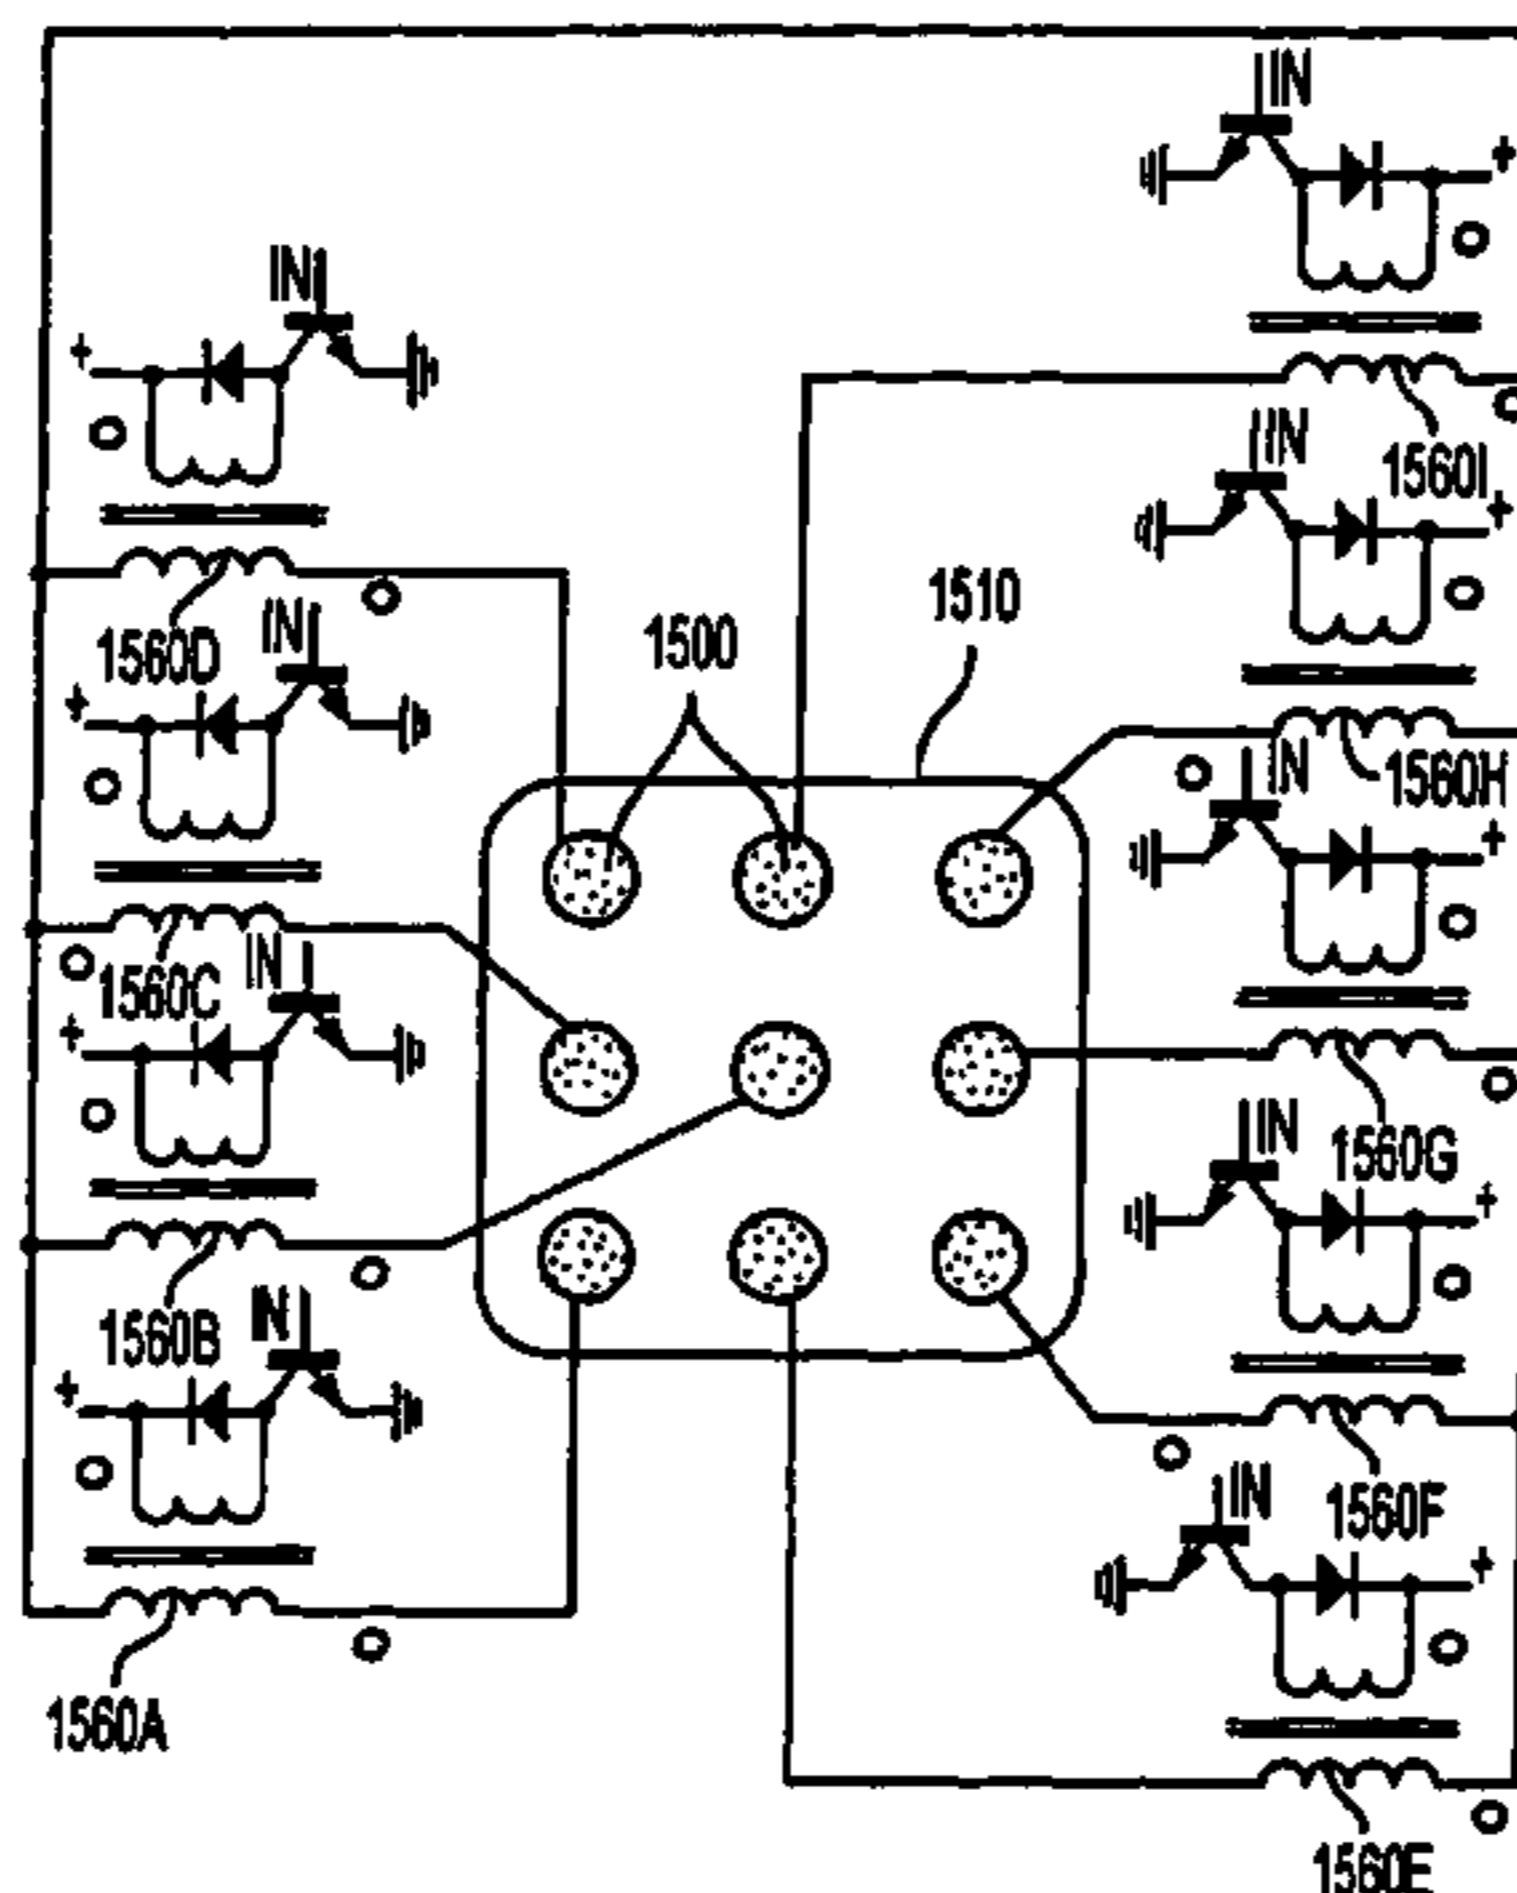 IN
+
IN
+
IN
1560I
+
1560D
IN
1500
1510
+
IN
1560H
+
1560C
IN
+
IN
1560G
+
1560B
IN
+
IN
1560F
+
1560A
1560E